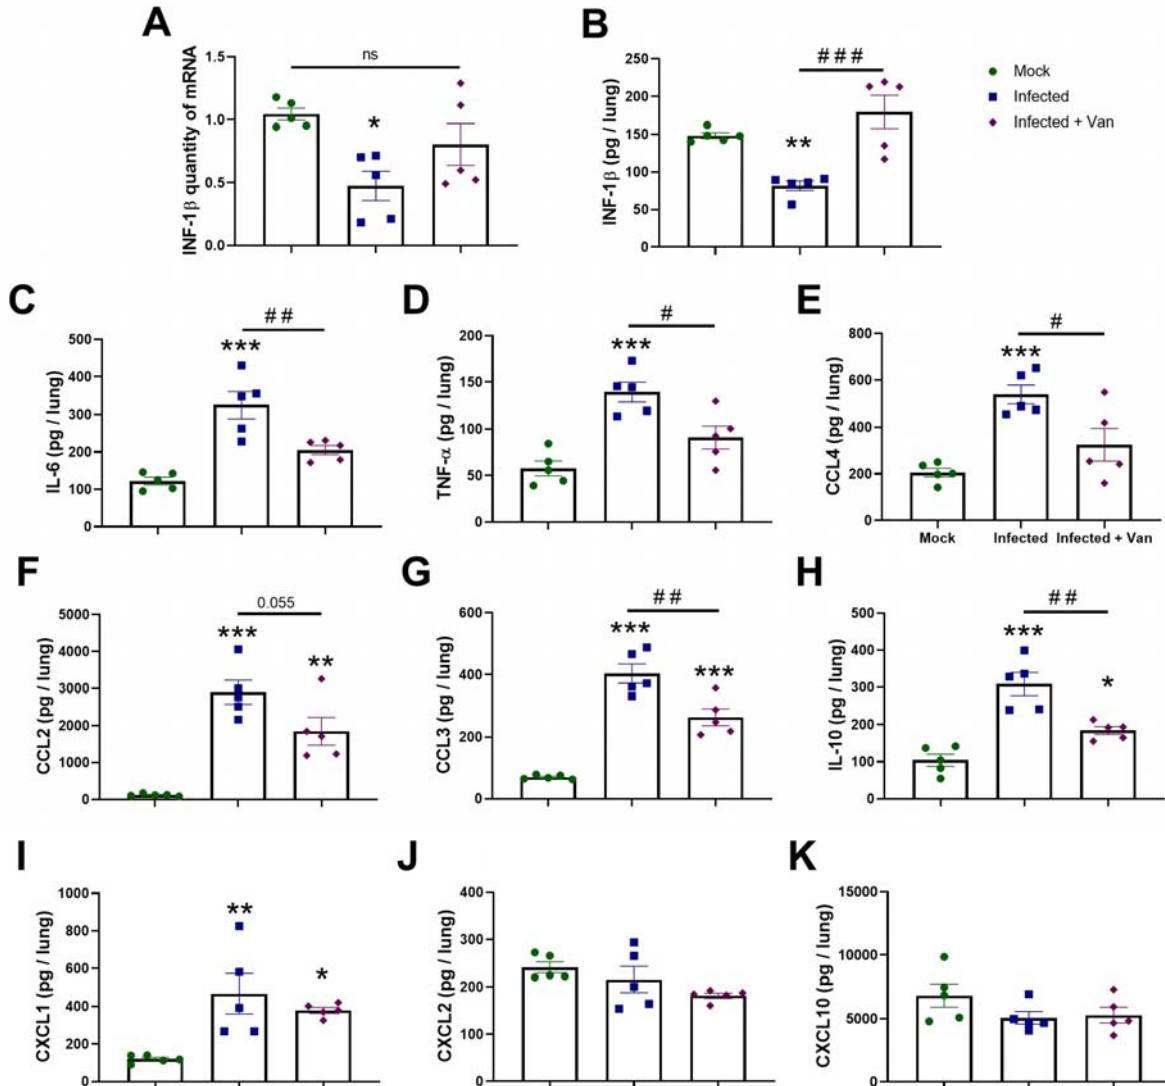 A
INF-1β quantity of mRNA
1.5
1.0
0.5
0.0
ns
*
B
INF-1β (pg / lung)
250
200
150
100
50
0
# # #
**
Mock
Infected
Infected + Van
C
IL-6 (pg / lung)
500
400
300
200
100
0
# #
***
D
TNF-α (pg / lung)
200
150
100
50
0
#
***
E
CCL4 (pg / lung)
800
600
400
200
0
#
***
Mock Infected Infected + Van
F
CCL2 (pg / lung)
5000
4000
3000
2000
1000
0
0.055
***
**
G
CCL3 (pg / lung)
600
400
200
0
# #
***
***
H
IL-10 (pg / lung)
500
400
300
200
100
0
# #
***
*
I
CXCL1 (pg / lung)
1000
800
600
400
200
0
**
*
J
CXCL2 (pg / lung)
400
300
200
100
0
K
CXCL10 (pg / lung)
15000
10000
5000
0